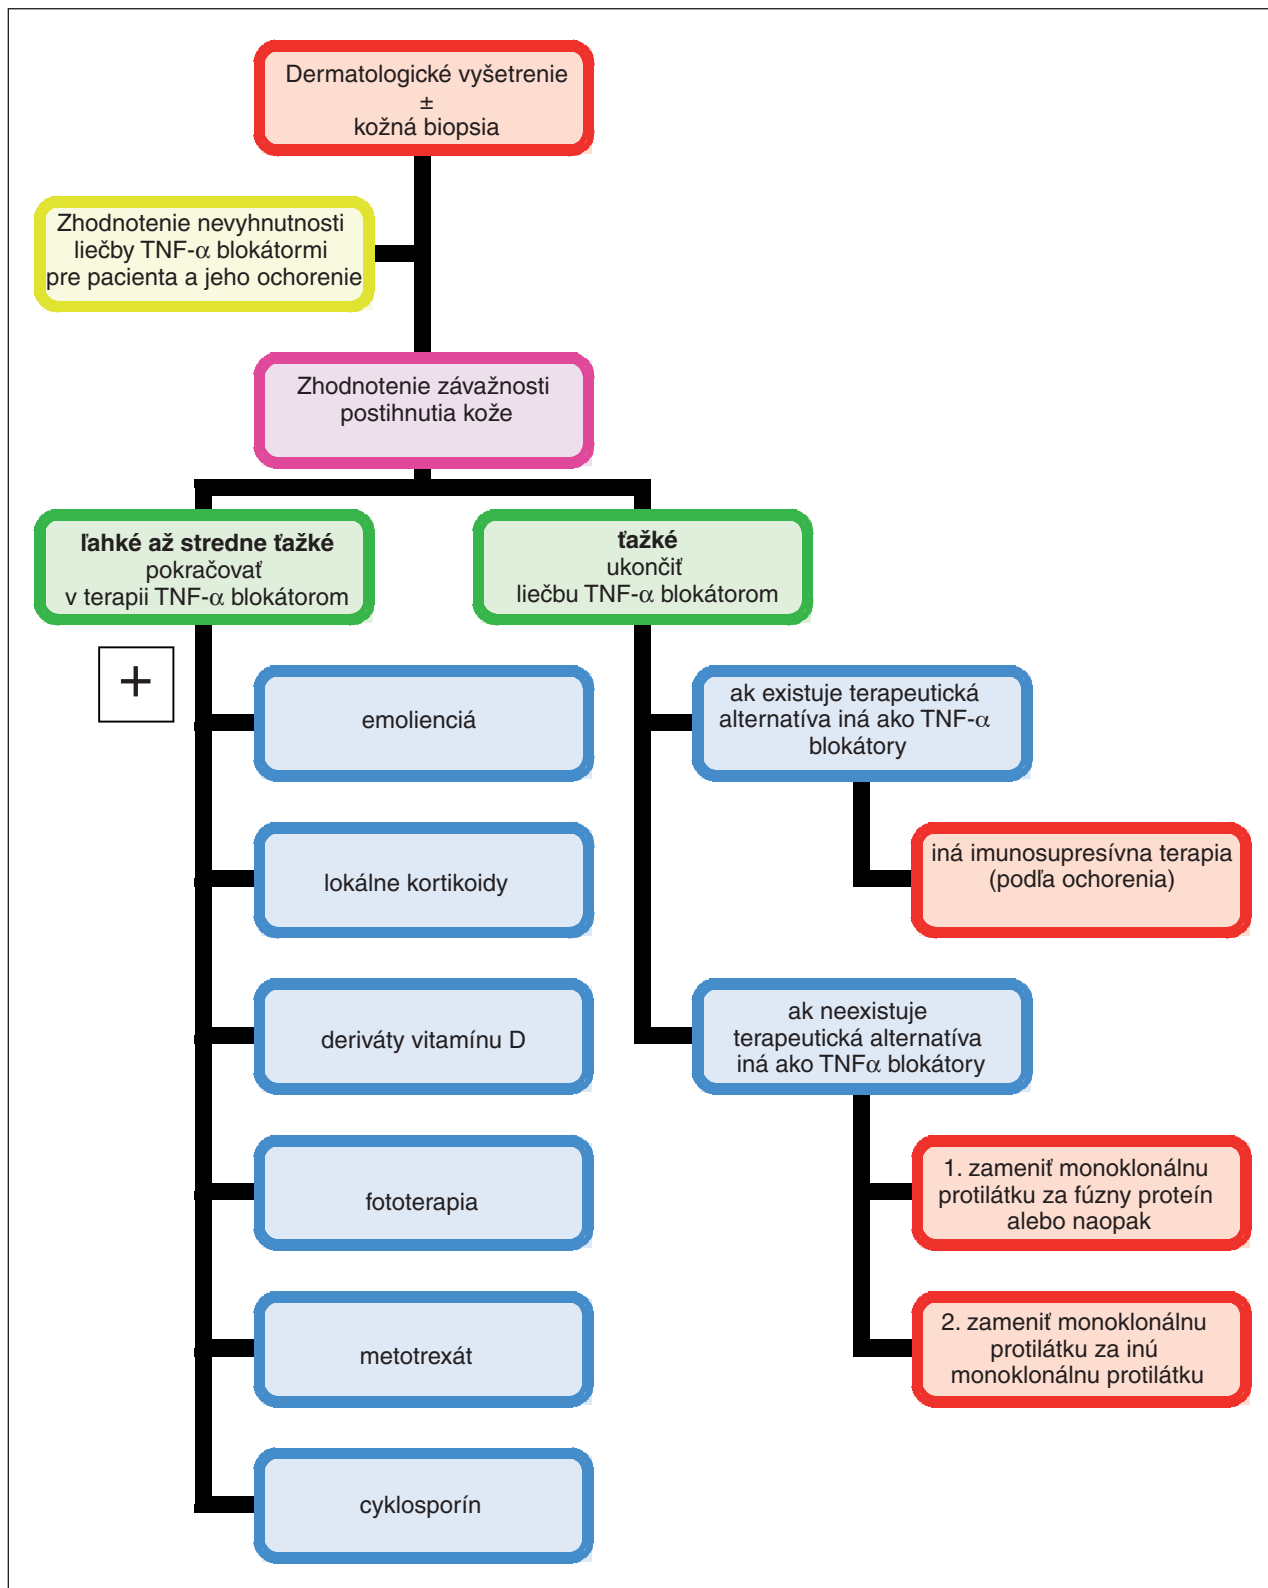 Dermatologické vyšetrenie
±
kožná biopsia
Zhodnotenie nevyhnutnosti
liečby TNF-α blokátormi
pre pacienta a jeho ochorenie
Zhodnotenie závažnosti
postihnutia kože
ľahké až stredne ťažké
pokračovať
v terapii TNF-α blokátorom
ťažké
ukončiť
liečbu TNF-α blokátorom
+
emolienciá
lokálne kortikoidy
deriváty vitamínu D
fototerapia
metotrexát
cyklosporín
ak existuje terapeutická
alternatíva iná ako TNF-α
blokátory
iná imunosupresívna terapia
(podľa ochorenia)
ak neexistuje
terapeutická alternatíva
iná ako TNFα blokátory
1. zameniť monoklonálnu
protilátku za fúzny proteín
alebo naopak
2. zameniť monoklonálnu
protilátku za inú
monoklonálnu protilátku